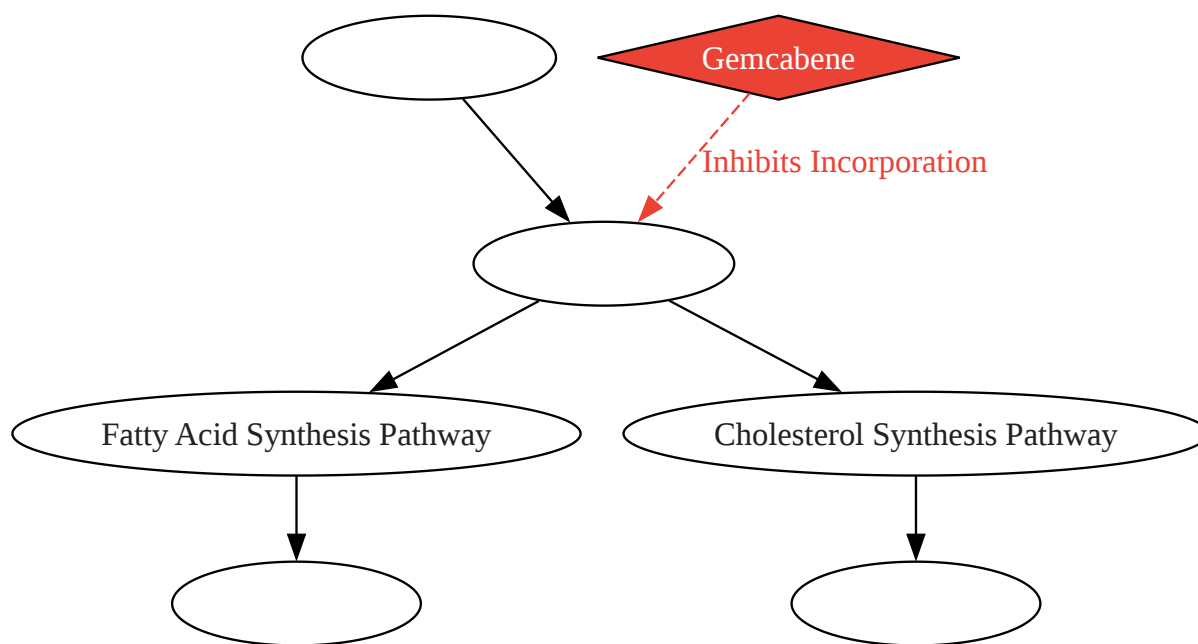 Gemcabene
Inhibits Incorporation
Fatty Acid Synthesis Pathway
Cholesterol Synthesis Pathway